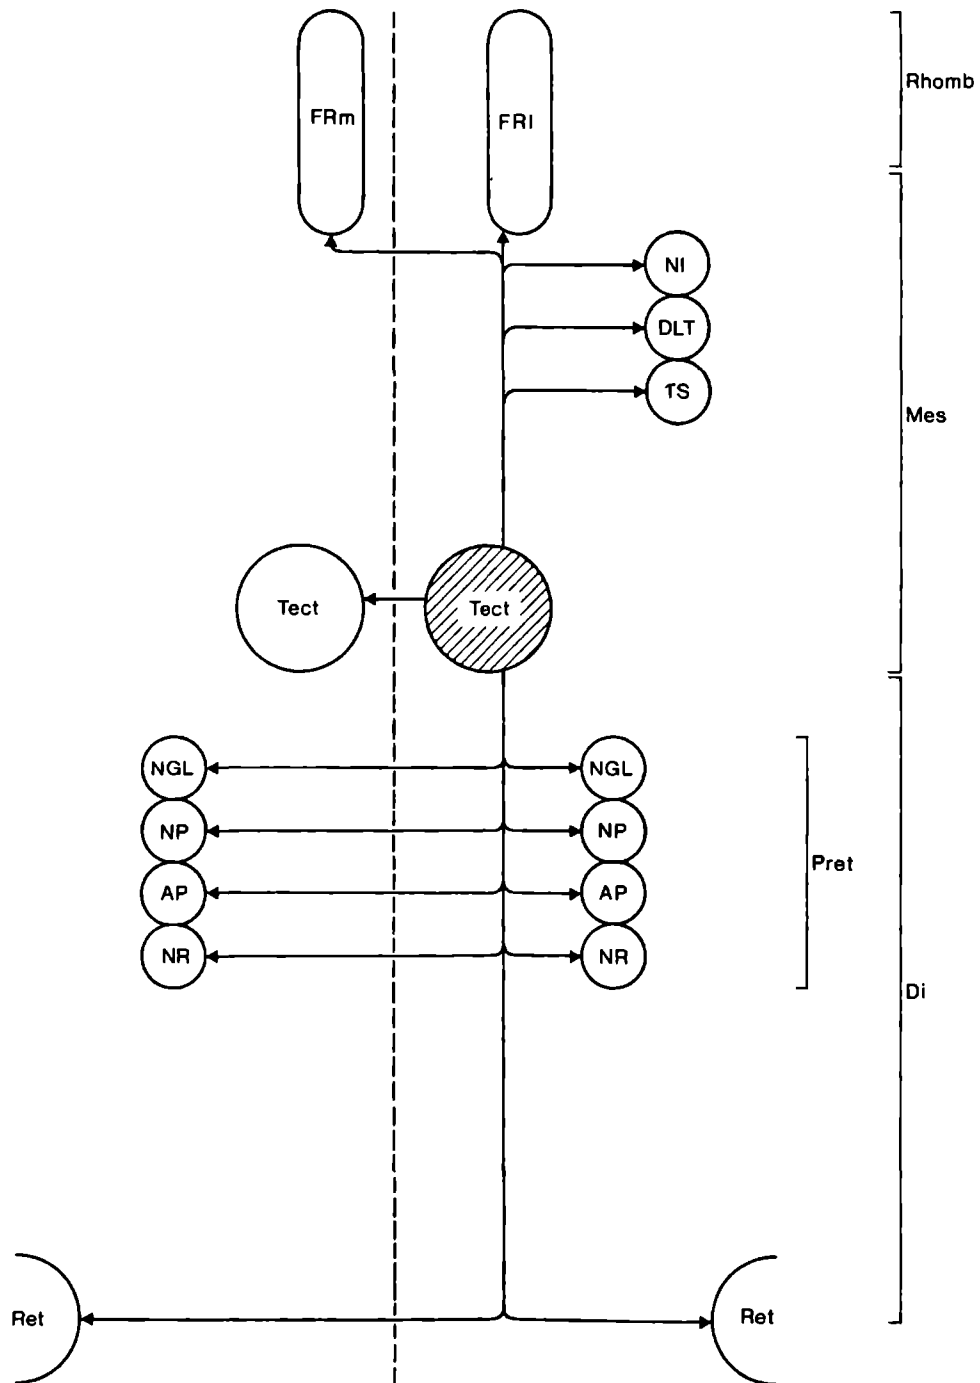 Rhomb
FRm
FRl
NI
DLT
TS
Mes
Tect
Tect
NGL
NGL
NP
NP
Pret
AP
AP
NR
NR
Di
Ret
Ret